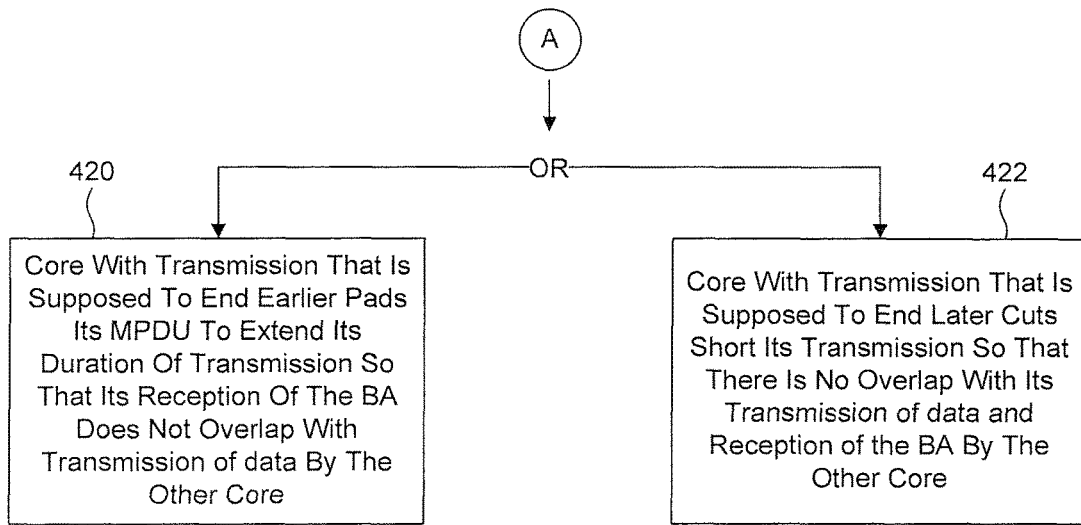 A
OR
420
422
Core With Transmission That Is
Supposed To End Earlier Pads
Its MPDU To Extend Its
Duration Of Transmission So
That Its Reception Of The BA
Does Not Overlap With
Transmission of data By The
Other Core
Core With Transmission That Is
Supposed To End Later Cuts
Short Its Transmission So That
There Is No Overlap With Its
Transmission of data and
Reception of the BA By The
Other Core